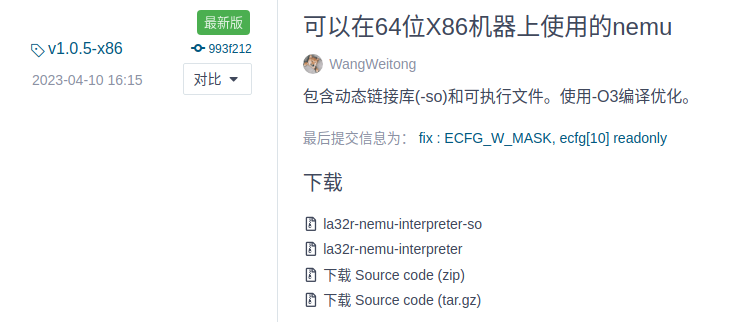 最新版
v1.0.5-x86
993f212
2023-04-10 16:15
对比
可以在64位X86机器上使用的nemu
WangWeitong
包含动态链接库(-so)和可执行文件。使用-O3编译优化。
最后提交信息为： fix : ECFG_W_MASK, ecfg[10] readonly
下载
la32r-nemu-interpreter-so
la32r-nemu-interpreter
下载 Source code (zip)
下载 Source code (tar.gz)